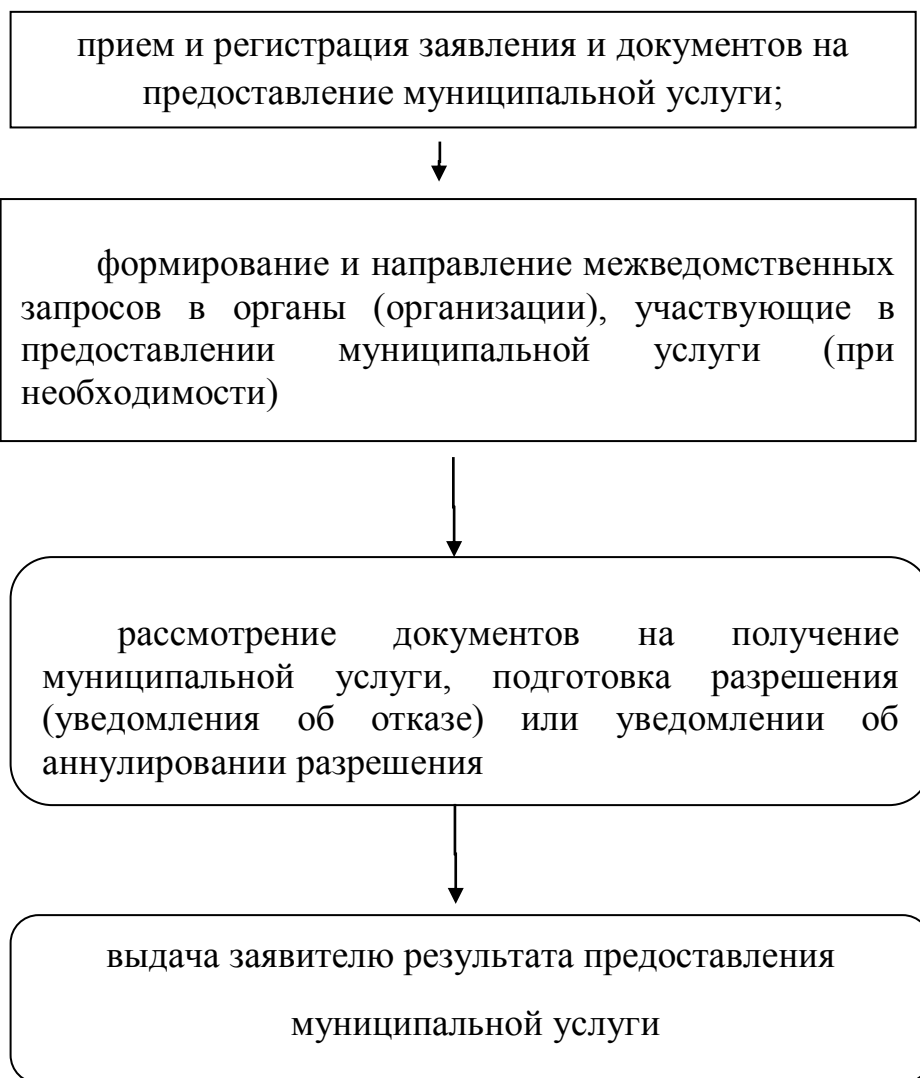 прием и регистрация заявления и документов на
предоставление муниципальной услуги;
формирование и направление межведомственных
запросов в органы (организации), участвующие в
предоставлении муниципальной услуги (при
необходимости)
рассмотрение документов на получение
муниципальной услуги, подготовка разрешения
(уведомления об отказе) или уведомлении об
аннулировании разрешения
выдача заявителю результата предоставления
муниципальной услуги